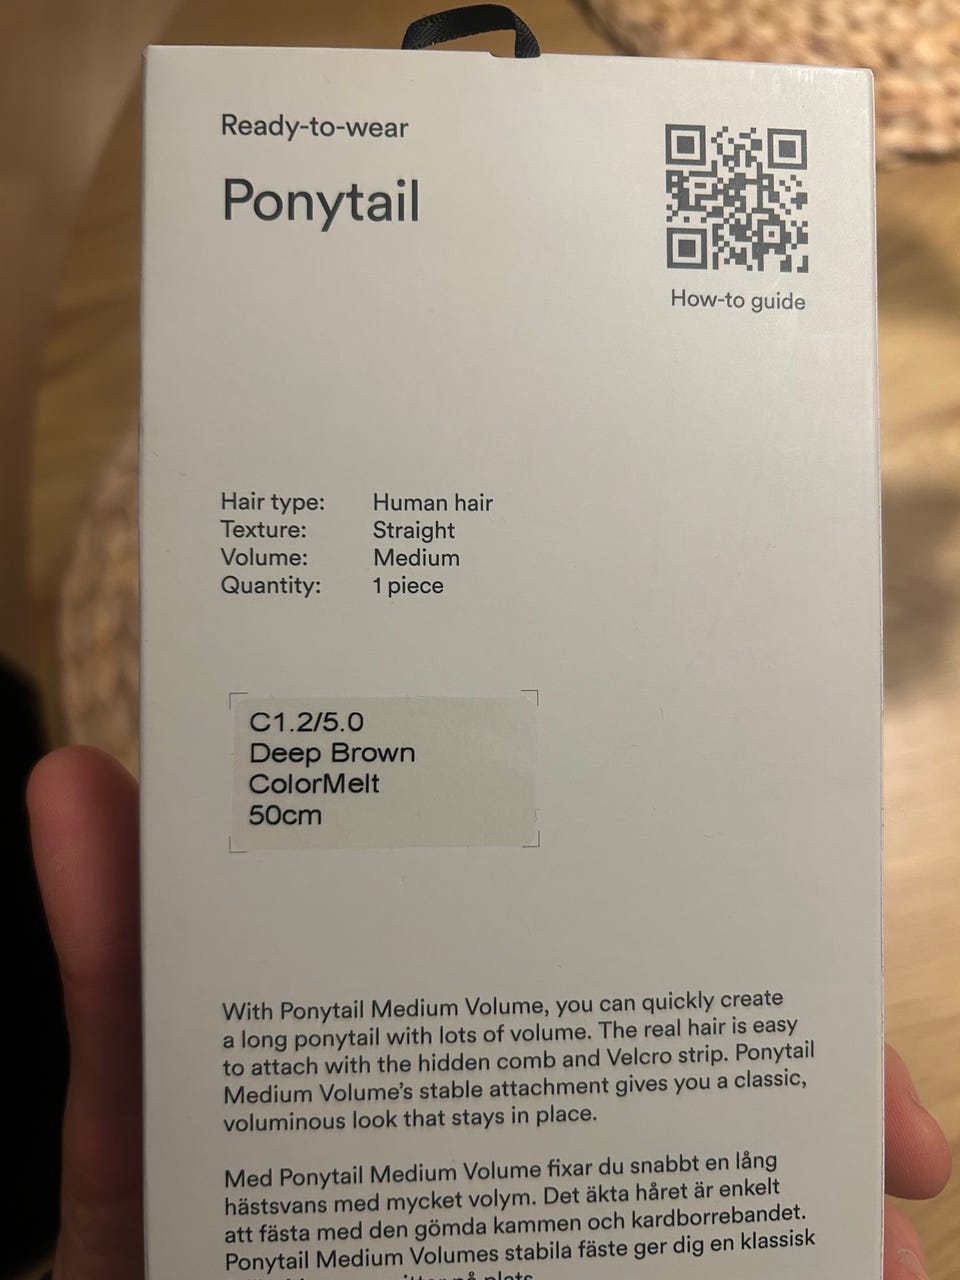 Ready-to-wear
Ponytail
How-to guide
Hair type: Human hair
Texture: Straight
Volume: Medium
Quantity: 1 piece
C1.2/5.0
Deep Brown
ColorMelt
50cm
With Ponytail Medium Volume, you can quickly create
a long ponytail with lots of volume. The real hair is easy
to attach with the hidden comb and Velcro strip. Ponytail
Medium Volume’s stable attachment gives you a classic,
voluminous look that stays in place.
Med Ponytail Medium Volume fixar du snabbt en lång
hästsvans med mycket volym. Det äkta håret är enkelt
att fästa med den gömda kammen och kardborrebandet.
Ponytail Medium Volumes stabila fäste ger dig en klassisk
på plats.